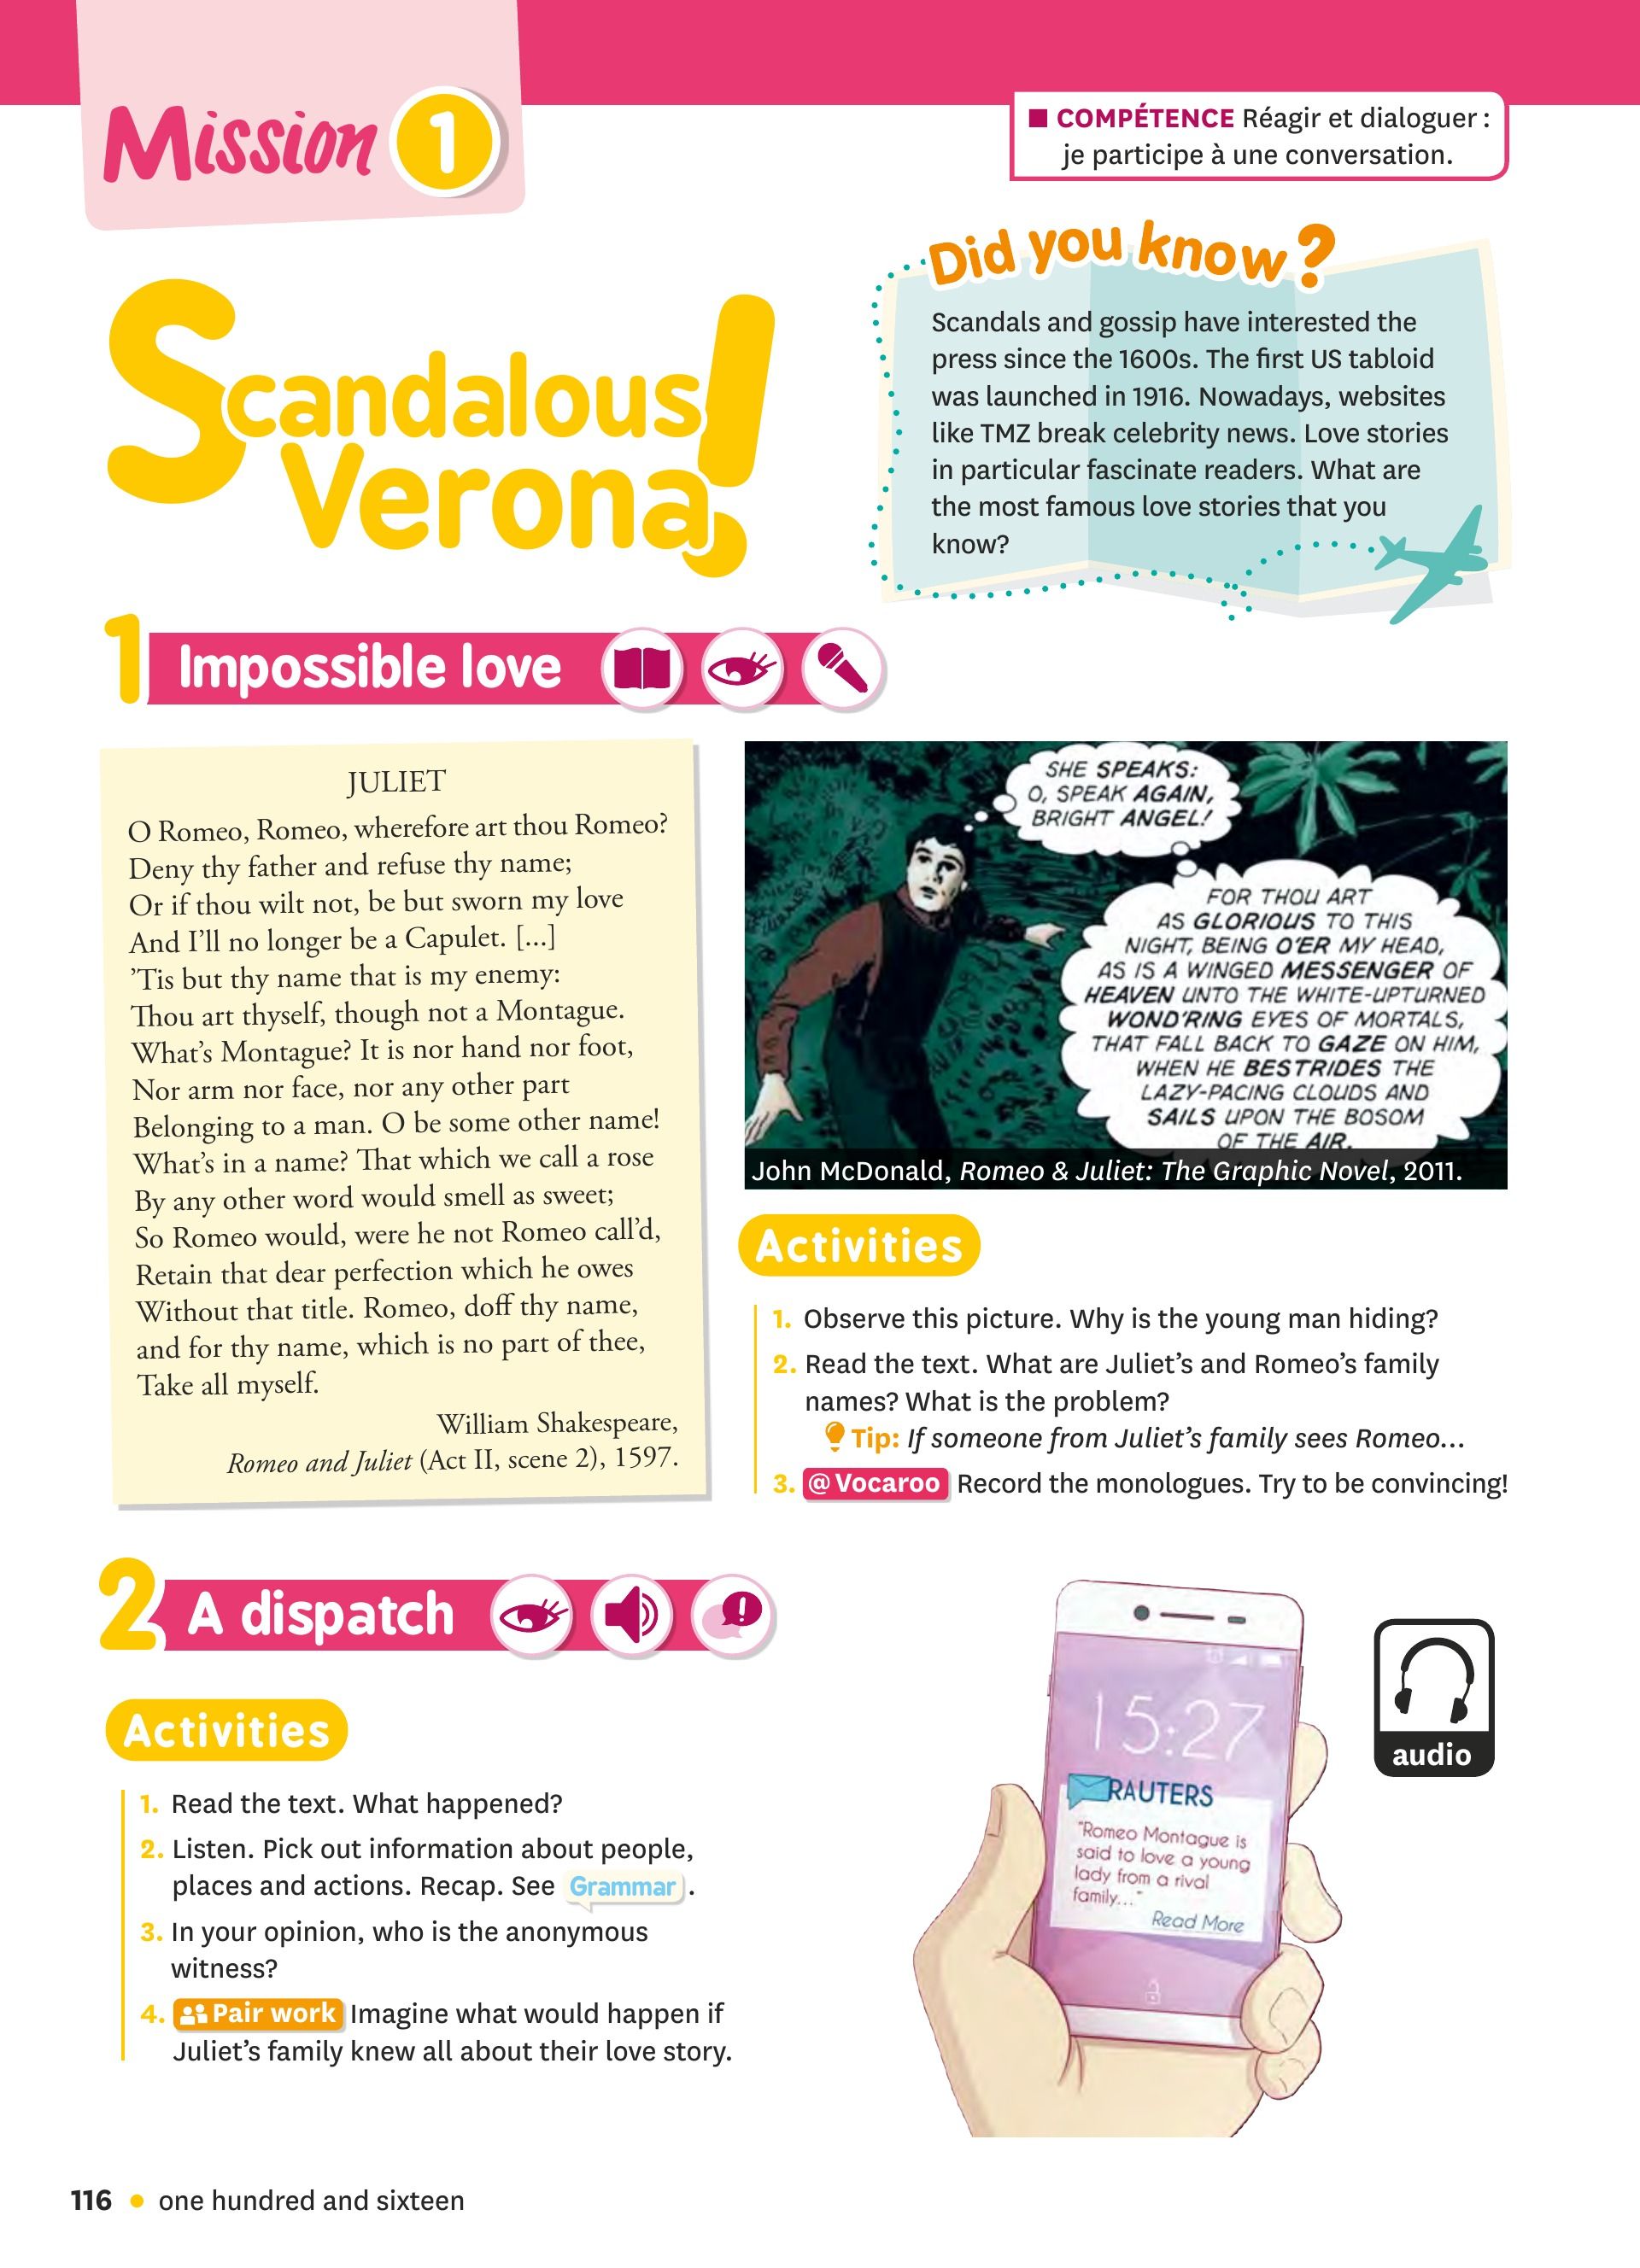 Mission 1
■ COMPÉTENCE Réagir et dialoguer :
je participe à une conversation.
Did you know?
Scandals and gossip have interested the
press since the 1600s. The first US tabloid
was launched in 1916. Nowadays, websites
like TMZ break celebrity news. Love stories
in particular fascinate readers. What are
the most famous love stories that you
know?
Scandalous
Verona!
1 Impossible love
JULIET
O Romeo, Romeo, wherefore art thou Romeo?
Deny thy father and refuse thy name;
Or if thou wilt not, be but sworn my love
And I'll no longer be a Capulet. [...]
'Tis but thy name that is my enemy:
Thou art thyself, though not a Montague.
What's Montague? It is nor hand nor foot,
Nor arm nor face, nor any other part
Belonging to a man. O be some other name!
What's in a name? That which we call a rose
By any other word would smell as sweet;
So Romeo would, were he not Romeo call'd,
Retain that dear perfection which he owes
Without that title. Romeo, doff thy name,
and for thy name, which is no part of thee,
Take all myself.
William Shakespeare,
Romeo and Juliet (Act II, scene 2), 1597.
SHE SPEAKS:
O, SPEAK AGAIN,
BRIGHT ANGEL!
FOR THOU ART
AS GLORIOUS TO THIS
NIGHT, BEING O'ER MY HEAD,
AS IS A WINGED MESSENGER OF
HEAVEN UNTO THE WHITE-UPTURNED
WOND'RING EYES OF MORTALS,
THAT FALL BACK TO GAZE ON HIM,
WHEN HE BESTRIDES THE
LAZY-PACING CLOUDS AND
SAILS UPON THE BOSOM
OF THE AIR.
John McDonald, Romeo & Juliet: The Graphic Novel, 2011.
Activities
1. Observe this picture. Why is the young man hiding?
2. Read the text. What are Juliet's and Romeo's family
names? What is the problem?
Tip: If someone from Juliet's family sees Romeo...
3. @ Vocaroo Record the monologues. Try to be convincing!
2 A dispatch
Activities
1. Read the text. What happened?
2. Listen. Pick out information about people,
places and actions. Recap. See Grammar .
3. In your opinion, who is the anonymous
witness?
4. Pair work Imagine what would happen if
Juliet's family knew all about their love story.
15:27
RAUTERS
"Romeo Montague is
said to love a young
lady from a rival
family..."
Read More
audio
116 • one hundred and sixteen